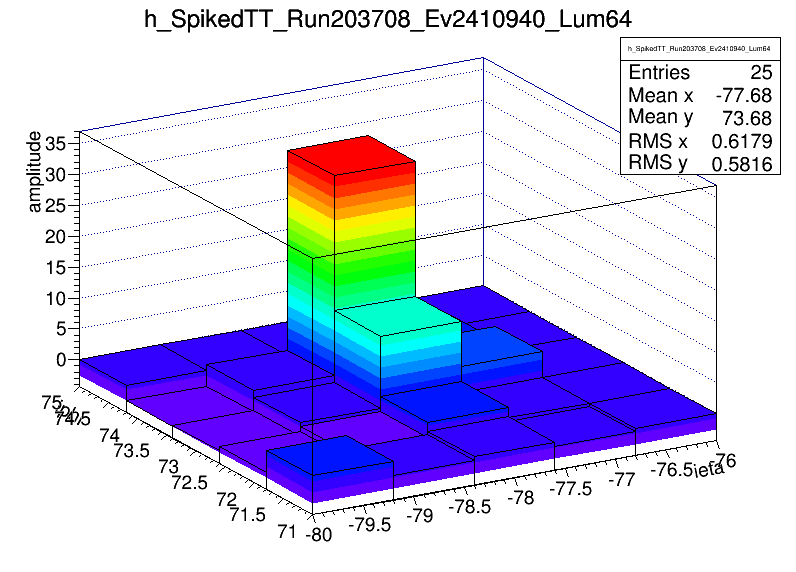 h_SpikedTT_Run203708_Ev2410940_Lum64
h_SpikedTT_Run203708_Ev2410940_Lum64
Entries 25
Mean x -77.68
Mean y 73.68
RMS x 0.6179
RMS y 0.5816
amplitude
35
30
25
20
15
10
5
0
75
74.5
74
73.5
73
72.5
72
71.5
71
-80
-79.5
-79
-78.5
-78
-77.5
-77
-76.5
-76
ieta